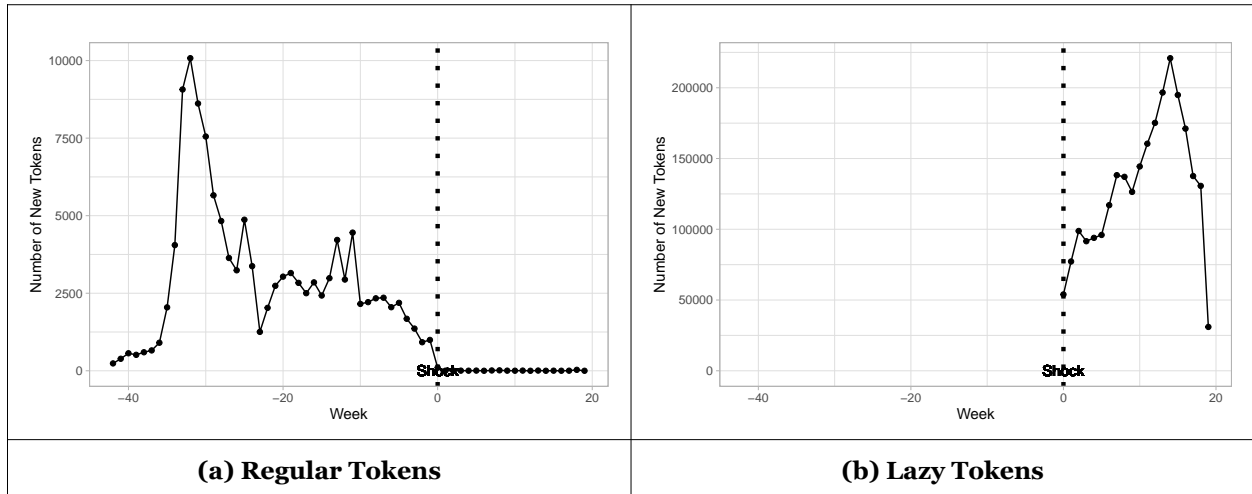 10000
7500
5000
2500
0
Number of New Tokens
Shock
−40
−20
0
20
Week
(a) Regular Tokens
200000
150000
100000
50000
0
Number of New Tokens
Shock
−40
−20
0
20
Week
(b) Lazy Tokens